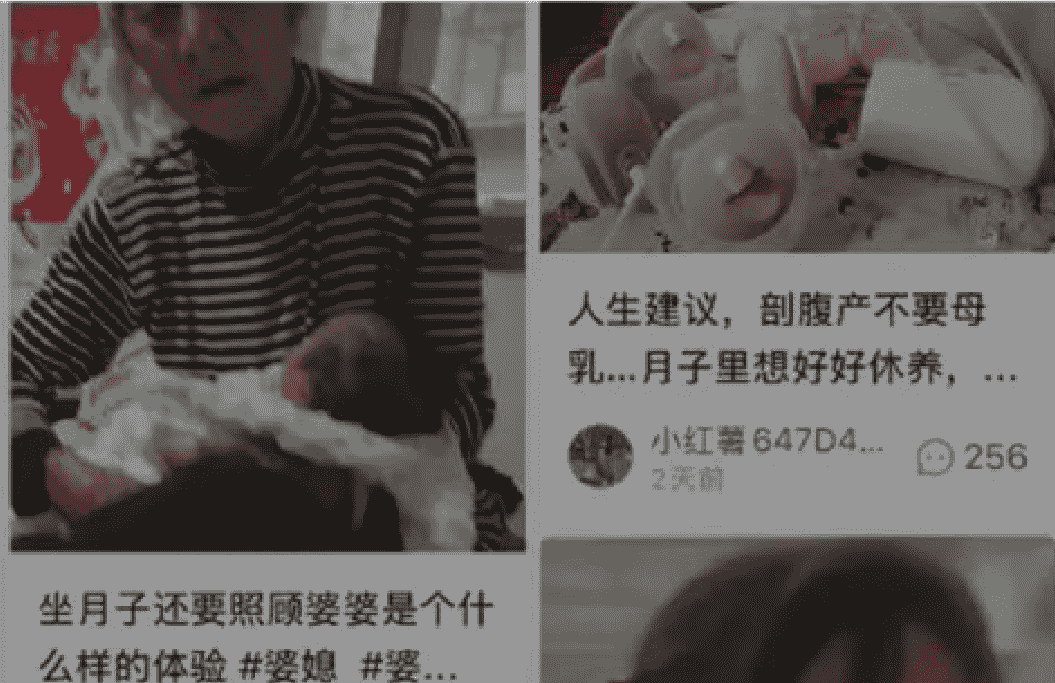 坐月子还要照顾婆婆是个什
么样的体验 #婆媳 #婆...
人生建议，剖腹产不要母
乳...月子里想好好休养，...
小红薯647D4...
2天前
256